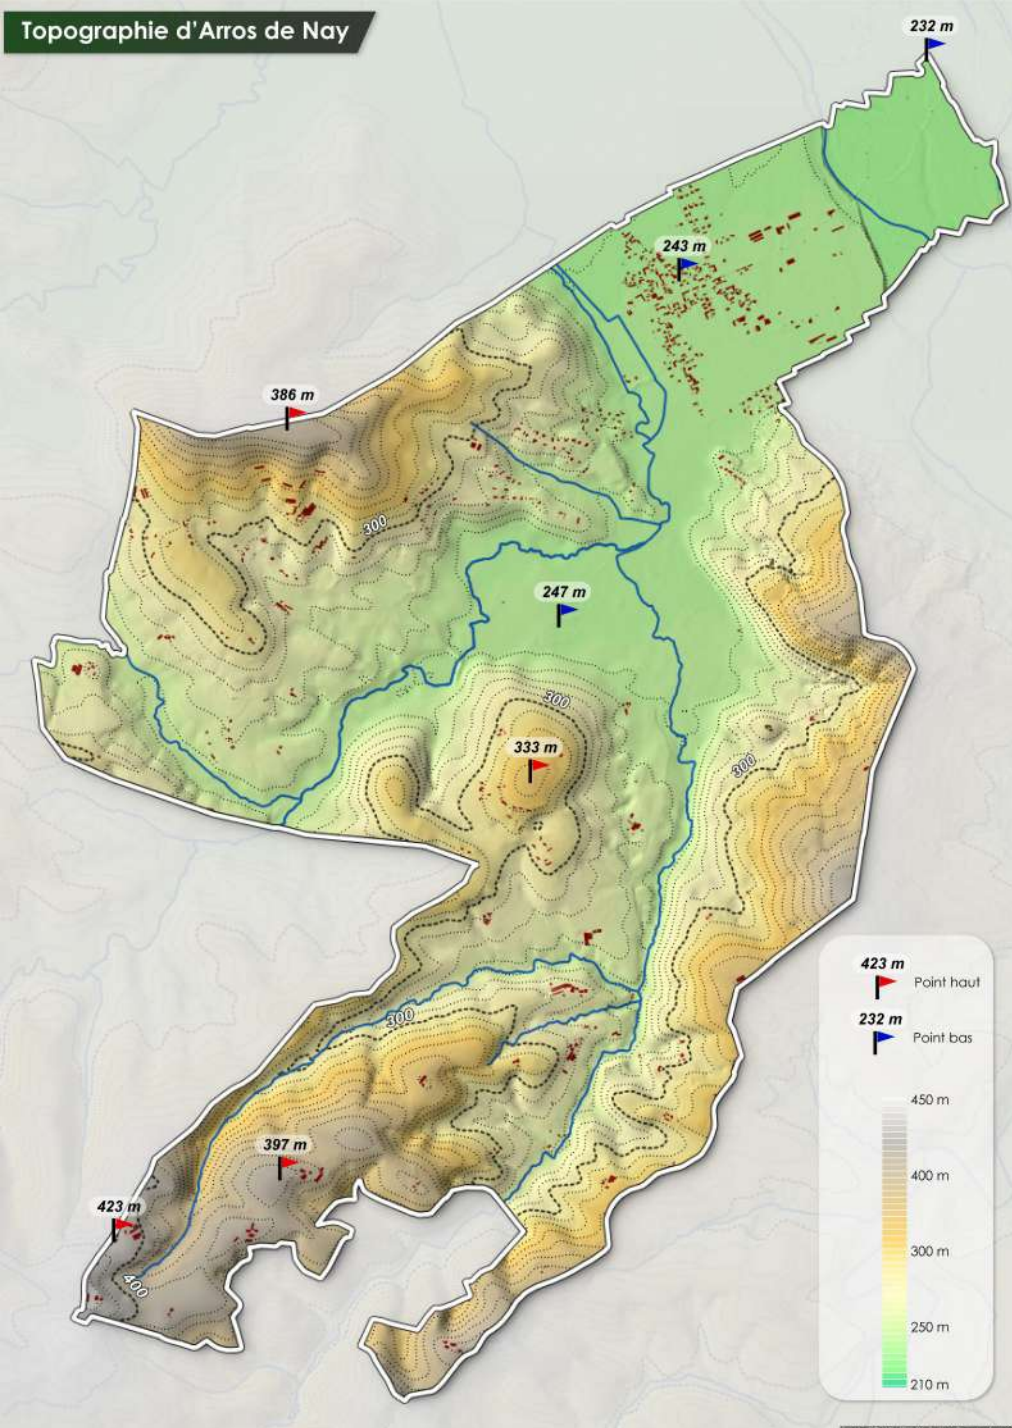 Topographie d'Arros de Nay
232 m
243 m
386 m
300
247 m
300
333 m
300
300
397 m
423 m
400
423 m
Point haut
232 m
Point bas
450 m
400 m
300 m
250 m
210 m